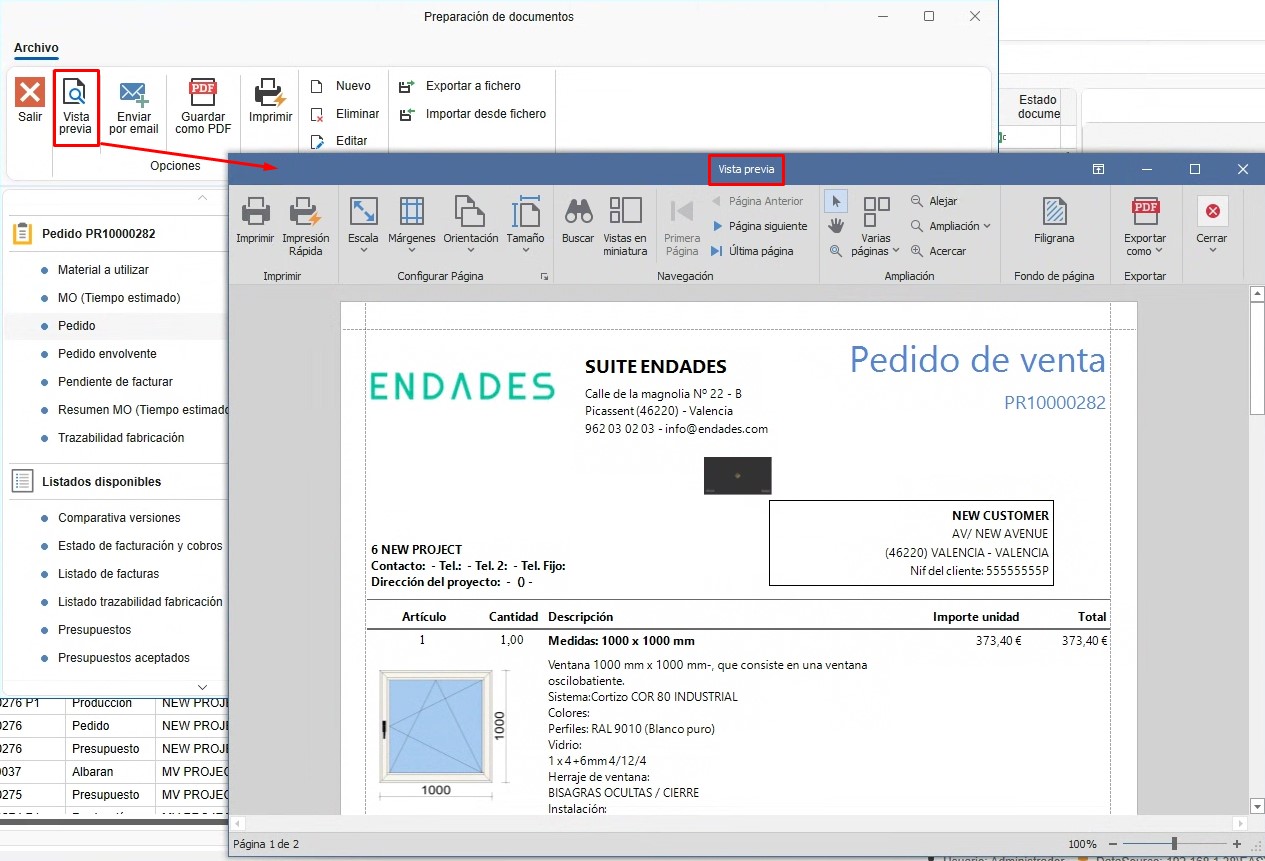 Preparación de documentos
Archivo
Salir
Vista
previa
Enviar
por email
PDF
Guardar
como PDF
Imprimir
Nuevo
Eliminar
Editar
Exportar a fichero
Importar desde fichero
Opciones
Estado
docume
Pedido PR10000282
Material a utilizar
MO (Tiempo estimado)
Pedido
Pedido envolvente
Pendiente de facturar
Resumen MO (Tiempo estimado
Trazabilidad fabricación
Listados disponibles
Comparativa versiones
Estado de facturación y cobros
Listado de facturas
Listado trazabilidad fabricación
Presupuestos
Presupuestos aceptados
0276 P1 Producción NEW PROJ
0276 Pedido NEW PROJ
0276 Presupuesto NEW PROJ
0037 Albaran MV PROJEC
0275 Presupuesto MV PROJEC
Vista previa
Imprimir
Impresión
Rápida
Imprimir
Escala
Márgenes
Orientación
Tamaño
Configurar Página
Buscar
Vistas en
miniatura
Primera
Página
Página Anterior
Página siguiente
Última página
Navegación
Varias
páginas
Alejar
Ampliación
Acercar
Ampliación
Filigrana
Fondo de página
PDF
Exportar
como
Exportar
Cerrar
ENDADES
SUITE ENDADES
Calle de la magnolia Nº 22 - B
Picassent (46220) - Valencia
962 03 02 03 - info@endades.com
Pedido de venta
PR10000282
NEW CUSTOMER
AV/ NEW AVENUE
(46220) VALENCIA - VALENCIA
Nif del cliente: 55555555P
6 NEW PROJECT
Contacto: - Tel.: - Tel. 2: - Tel. Fijo:
Dirección del proyecto: - () -
Artículo Cantidad Descripción Importe unidad Total
1 1,00 Medidas: 1000 x 1000 mm 373,40 € 373,40 €
Ventana 1000 mm x 1000 mm-, que consiste en una ventana
oscilobatiente.
Sistema:Cortizo COR 80 INDUSTRIAL
Colores:
Perfiles: RAL 9010 (Blanco puro)
Vidrio:
1 x 4+6mm 4/12/4
Herraje de ventana:
BISAGRAS OCULTAS / CIERRE
Instalación:
1000
1000
Página 1 de 2
100%
Usuario: Administrador